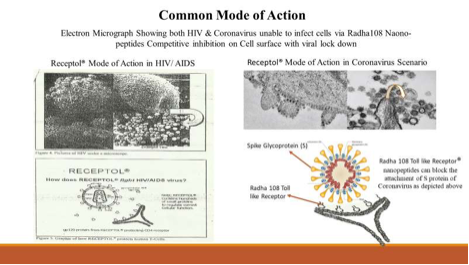 Common Mode of Action
Electron Micrograph Showing both HIV & Coronavirus unable to infect cells via Radha108 Naono-
peptides Competitive inhibition on Cell surface with viral lock down
Receptol® Mode of Action in HIV/ AIDS
Receptol® Mode of Action in Coronavirus Scenario
RECEPTOL®
How does RECEPTOL® fight HIV/AIDS virus?
Spike Glycoprotein (S)
Radha 108 Toll
like Receptor
Radha 108 Toll like Receptor®
nanopeptides can block the
attachment of S protein of
Coronavirus as depicted above